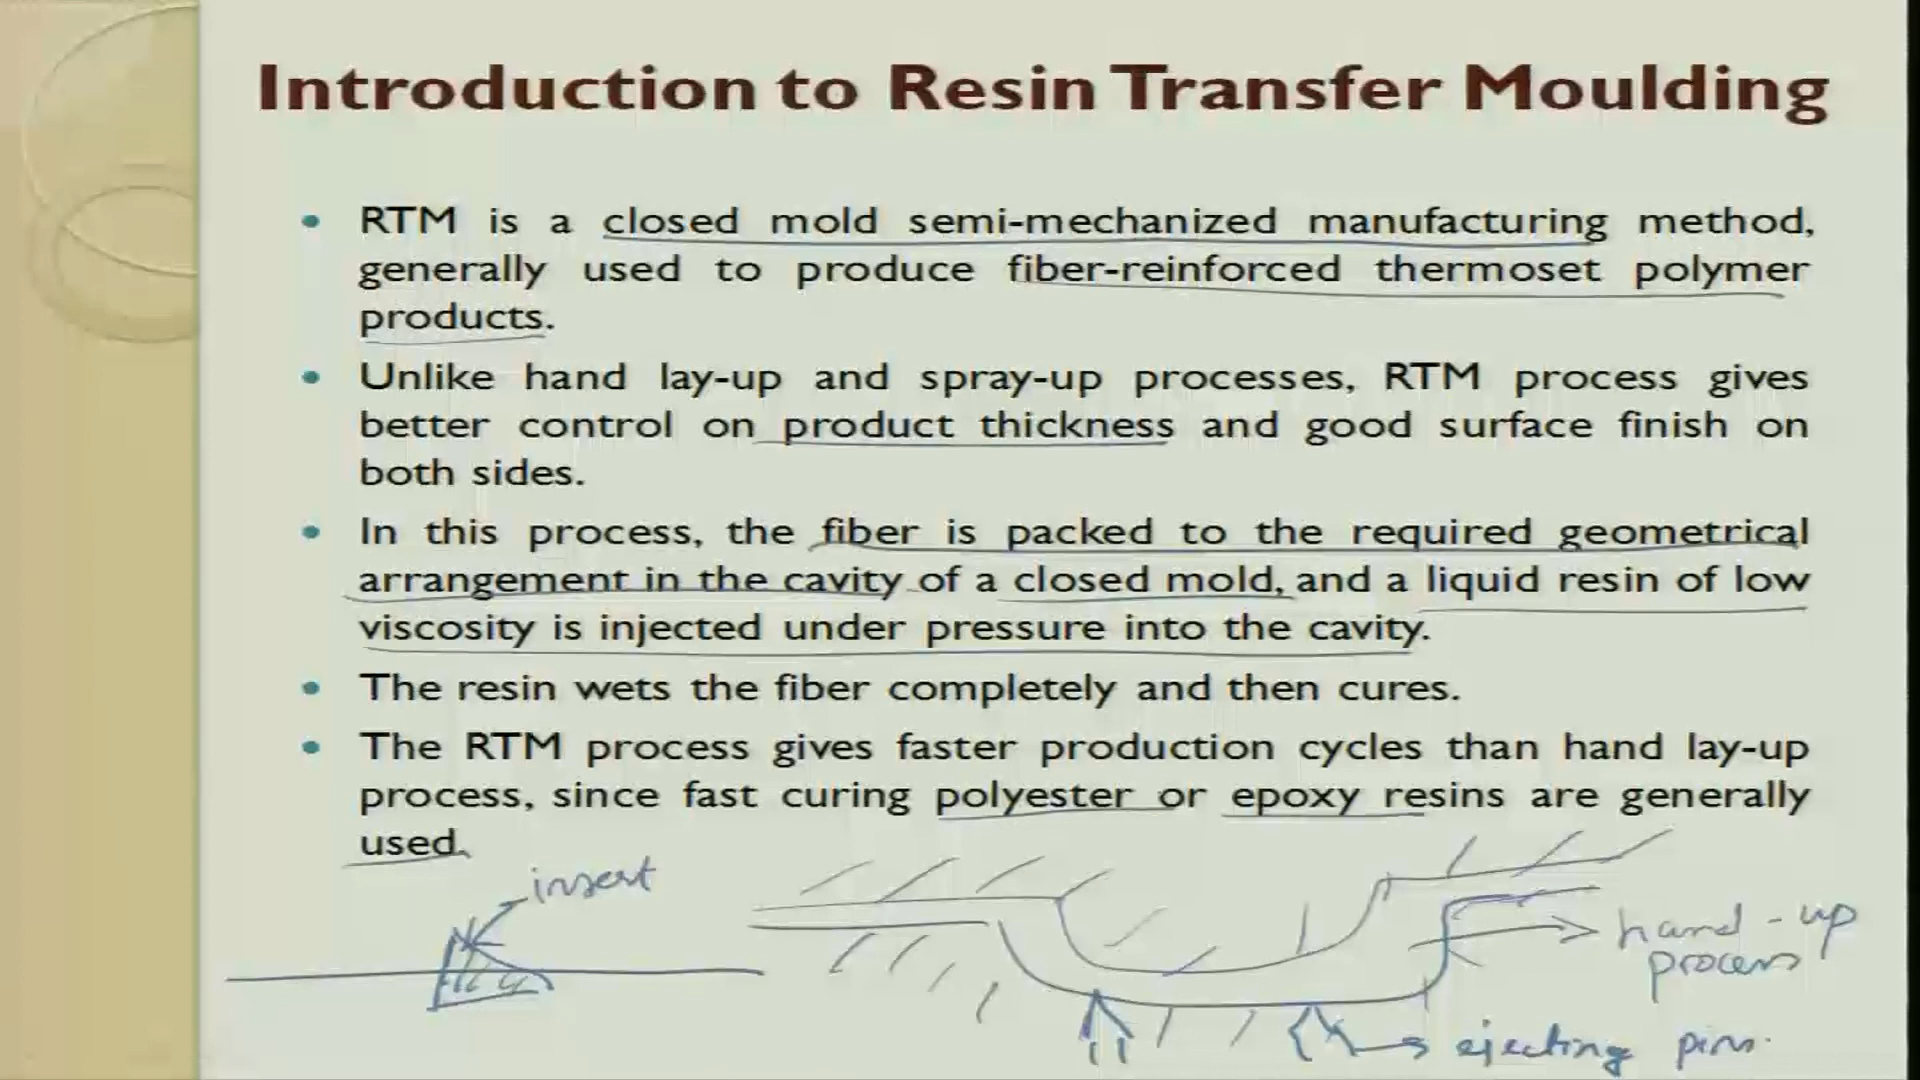 Introduction to Resin Transfer Moulding
• RTM is a closed mold semi-mechanized manufacturing method,
generally used to produce fiber-reinforced thermoset polymer
products.
• Unlike hand lay-up and spray-up processes, RTM process gives
better control on product thickness and good surface finish on
both sides.
• In this process, the fiber is packed to the required geometrical
arrangement in the cavity of a closed mold, and a liquid resin of low
viscosity is injected under pressure into the cavity.
• The resin wets the fiber completely and then cures.
• The RTM process gives faster production cycles than hand lay-up
process, since fast curing polyester or epoxy resins are generally
used.
insert
hand-up
process
ejecting pins.